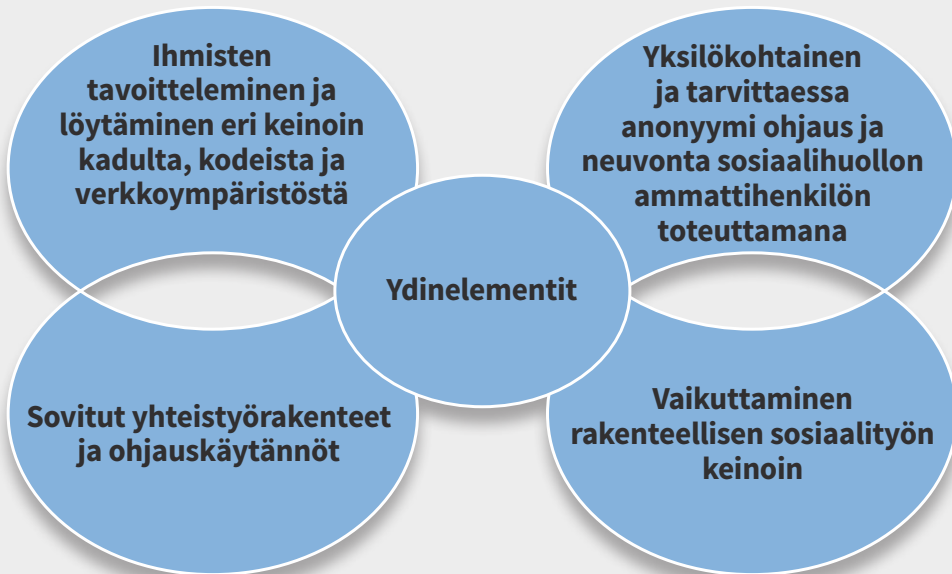 Ihmisten
tavoitteleminen ja
löytäminen eri keinoin
kadulta, kodeista ja
verkkoympäristöstä
Yksilökohtainen
ja tarvittaessa
anonyymi ohjaus ja
neuvonta sosiaalihuollon
ammattihenkilön
toteuttamana
Ydinelementit
Sovitut yhteistyörakenteet
ja ohjauskäytännöt
Vaikuttaminen
rakenteellisen sosiaalityön
keinoin